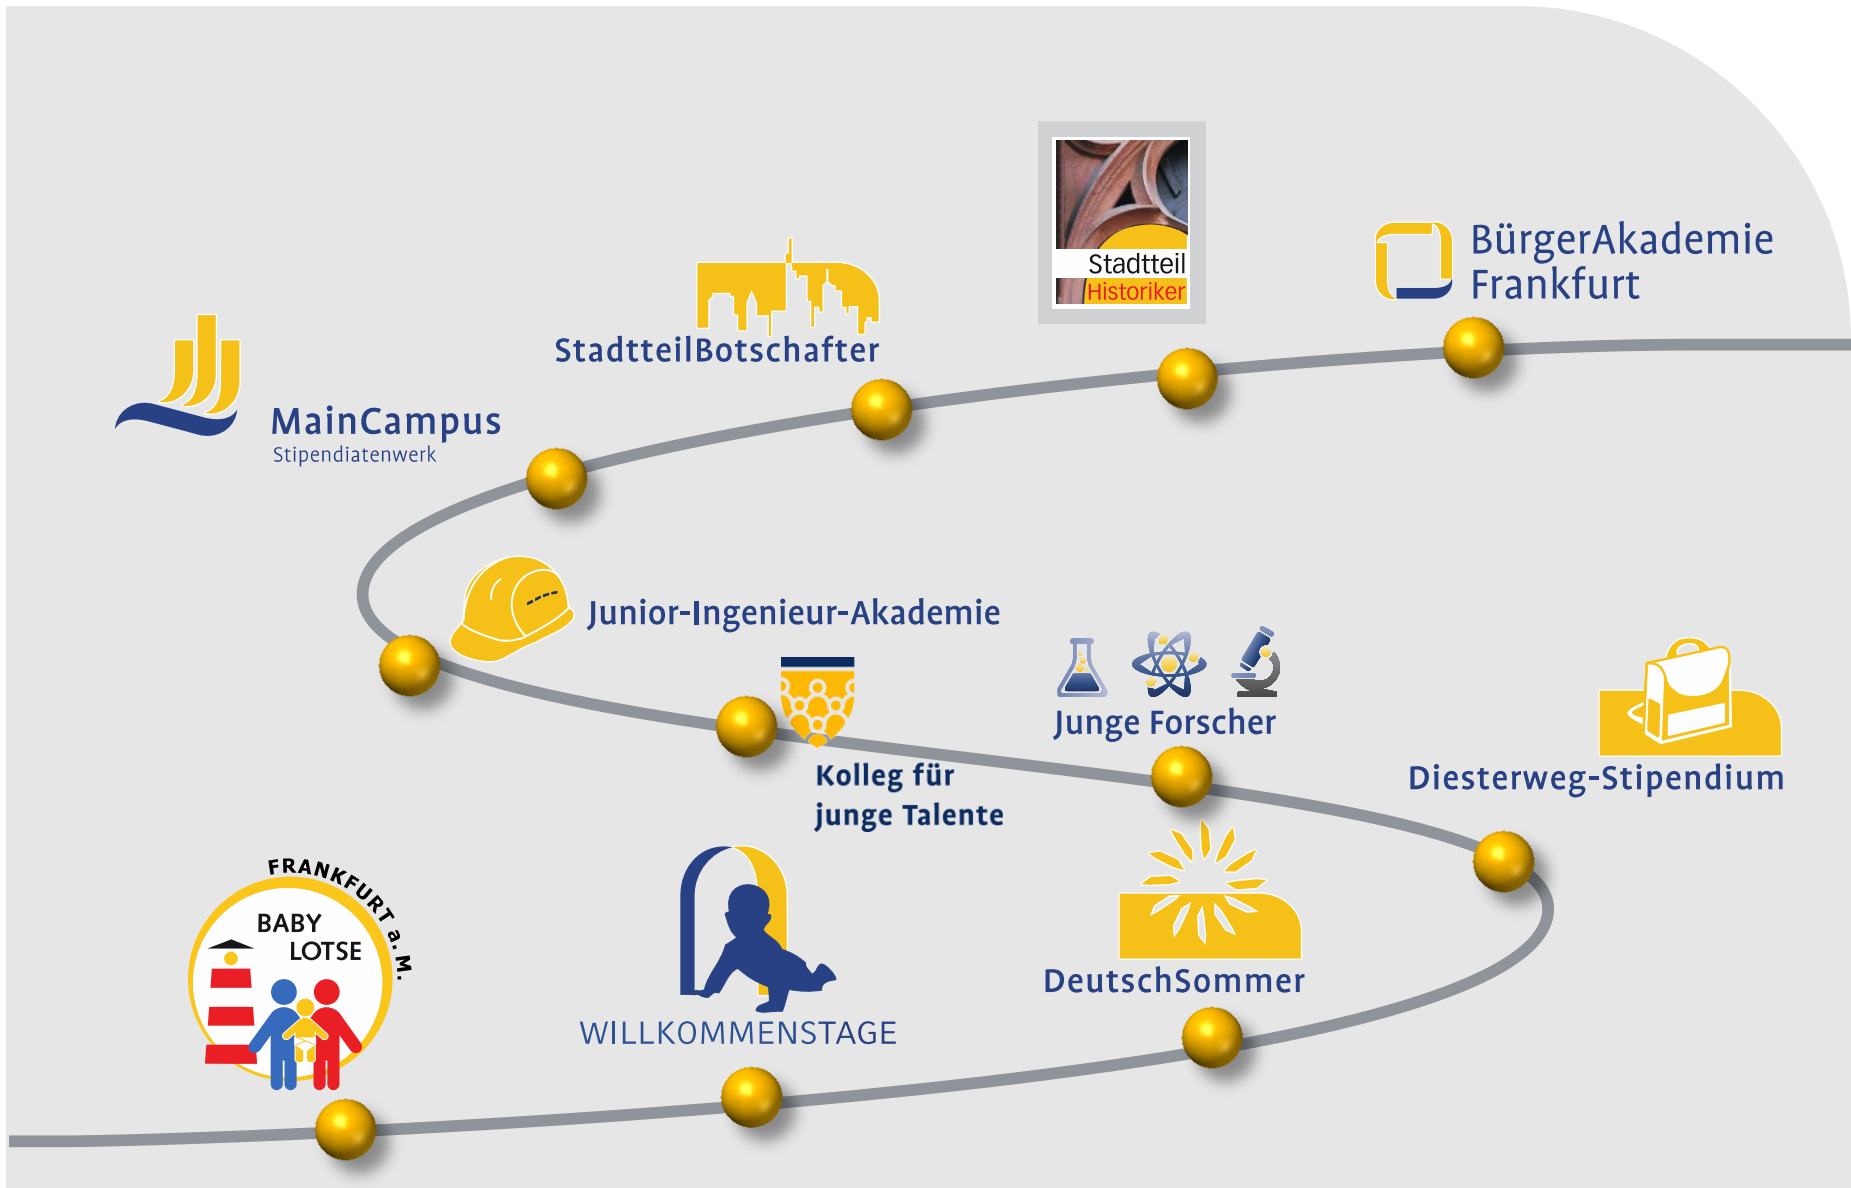 Stadtteil
Historiker
BürgerAkademie
Frankfurt
StadtteilBotschafter
MainCampus
Stipendiatenwerk
Junior-Ingenieur-Akademie
Junge Forscher
Kolleg für
junge Talente
Diesterweg-Stipendium
FRANKFURT a. M.
BABY
LOTSE
WILLKOMMENSTAGE
DeutschSommer